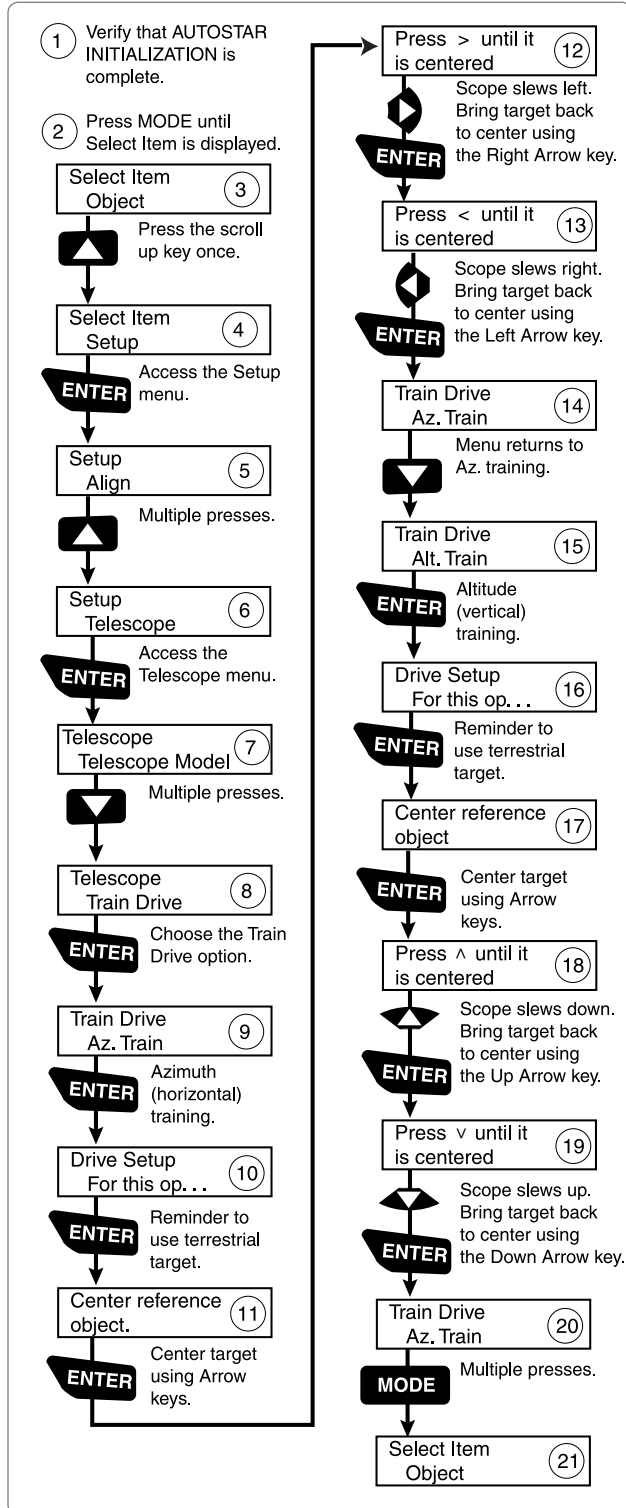 1 Verify that AUTOSTAR
INITIALIZATION is
complete.
2 Press MODE until
Select Item is displayed.
Select Item
Object
3
Press the scroll
up key once.
Select Item
Setup
4
ENTER
Access the Setup
menu.
Setup
Align
5
Multiple presses.
Setup
Telescope
6
ENTER
Access the
Telescope menu.
Telescope
Telescope Model
7
Multiple presses.
Telescope
Train Drive
8
ENTER
Choose the Train
Drive option.
Train Drive
Az. Train
9
ENTER
Azimuth
(horizontal)
training.
Drive Setup
For this op. . .
10
ENTER
Reminder to
use terrestrial
target.
Center reference
object.
11
ENTER
Center target
using Arrow
keys.
Press > until it
is centered
12
Scope slews left.
Bring target back
to center using
the Right Arrow key.
ENTER
Press < until it
is centered
13
Scope slews right.
Bring target back
to center using
the Left Arrow key.
ENTER
Train Drive
Az. Train
14
Menu returns to
Az. training.
Train Drive
Alt. Train
15
ENTER
Altitude
(vertical)
training.
Drive Setup
For this op. . .
16
ENTER
Reminder to
use terrestrial
target.
Center reference
object
17
ENTER
Center target
using Arrow
keys.
Press ^ until it
is centered
18
Scope slews down.
Bring target back
to center using
the Up Arrow key.
ENTER
Press v until it
is centered
19
Scope slews up.
Bring target back
to center using
the Down Arrow key.
ENTER
Train Drive
Az. Train
20
MODE
Multiple presses.
Select Item
Object
21